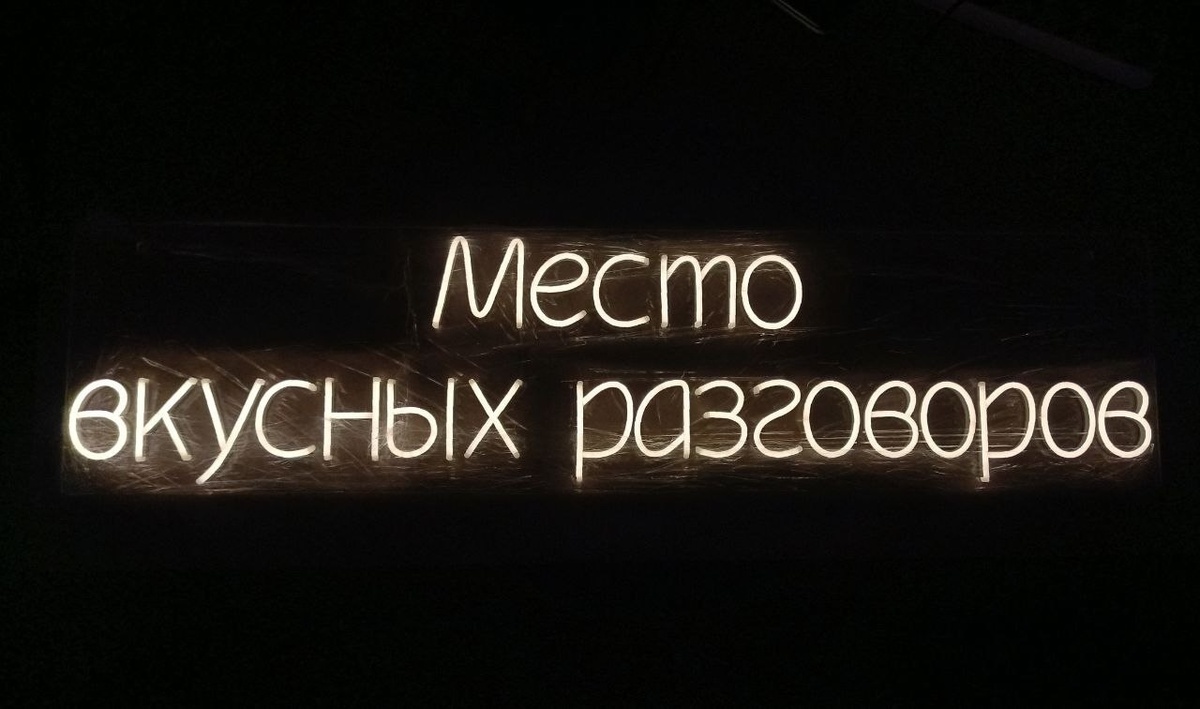 Место
вкусных разговоров